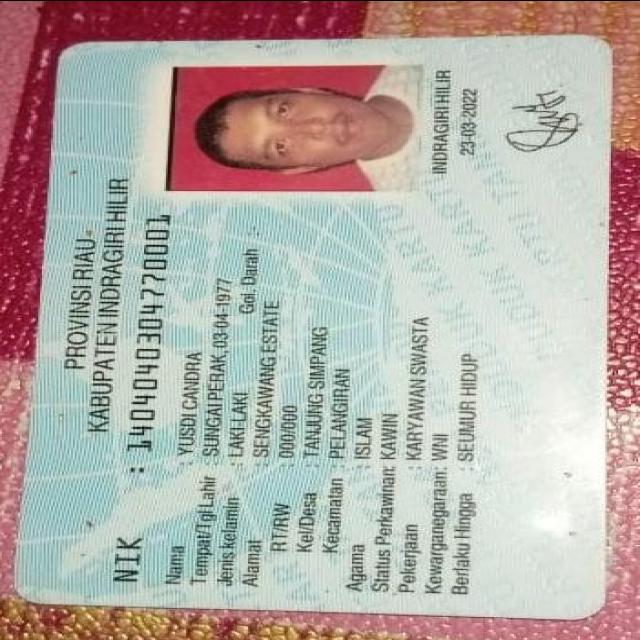 PROVINSI RIAU
KABUPATEN INDRAGIRI HILIR
NIK : 1404040304770001
Nama : YUSDI CANDRA
Tempat/Tgl Lahir : SUNGAI PERAK, 03-04-1977
Jenis kelamin : LAKI-LAKI Gol. Darah
Alamat : SENGKAWANG ESTATE
RT/RW : 000/000
Kel/Desa : TANJUNG SIMPANG
Kecamatan : PELANGIRAN
Agama : ISLAM
Status Perkawinan: KAWIN
Pekerjaan : KARYAWAN SWASTA
Kewarganegaraan: WNI
Berlaku Hingga : SEUMUR HIDUP
INDRAGIRI HILIR
23-03-2022